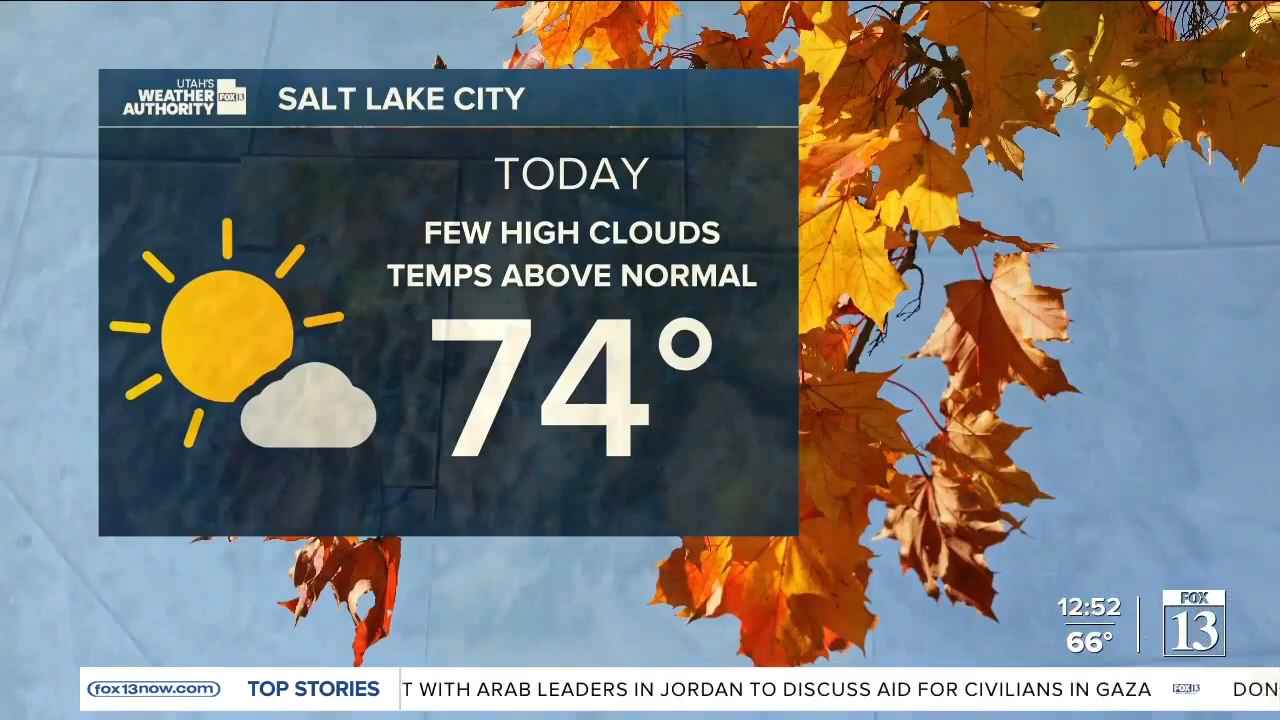 UTAH'S
WEATHER
AUTHORITY
FOX 13
SALT LAKE CITY
TODAY
FEW HIGH CLOUDS
TEMPS ABOVE NORMAL
74°
12:52
66°
FOX
13
fox13now.com
TOP STORIES
T WITH ARAB LEADERS IN JORDAN TO DISCUSS AID FOR CIVILIANS IN GAZA
FOX 13
DON